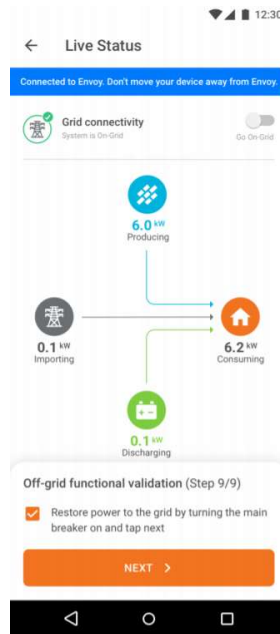 12:30
Live Status
Connected to Envoy. Don't move your device away from Envoy.
Grid connectivity
System is On-Grid
Go On-Grid
6.0 kW
Producing
0.1 kW
Importing
6.2 kW
Consuming
0.1 kW
Discharging
Off-grid functional validation (Step 9/9)
Restore power to the grid by turning the main
breaker on and tap next
NEXT >